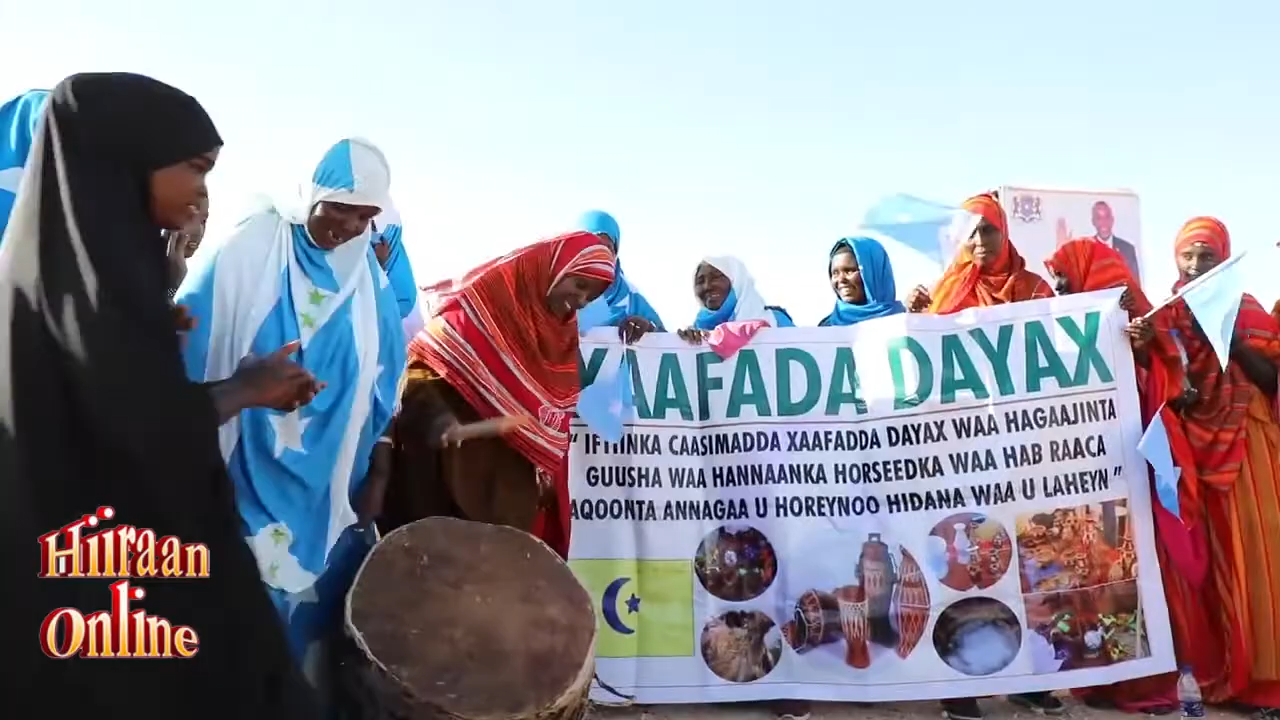 XAAFADA DAYAX
“ IFTIINKA CAASIMADDA XAAFADDA DAYAX WAA HAGAAJINTA
GUUSHA WAA HANNAANKA HORSEEDKA WAA HAB RAACA
AQOONTA ANNAGAA U HOREYNOO HIDANA WAA U LAHEYN ”
Hiiraan
Online